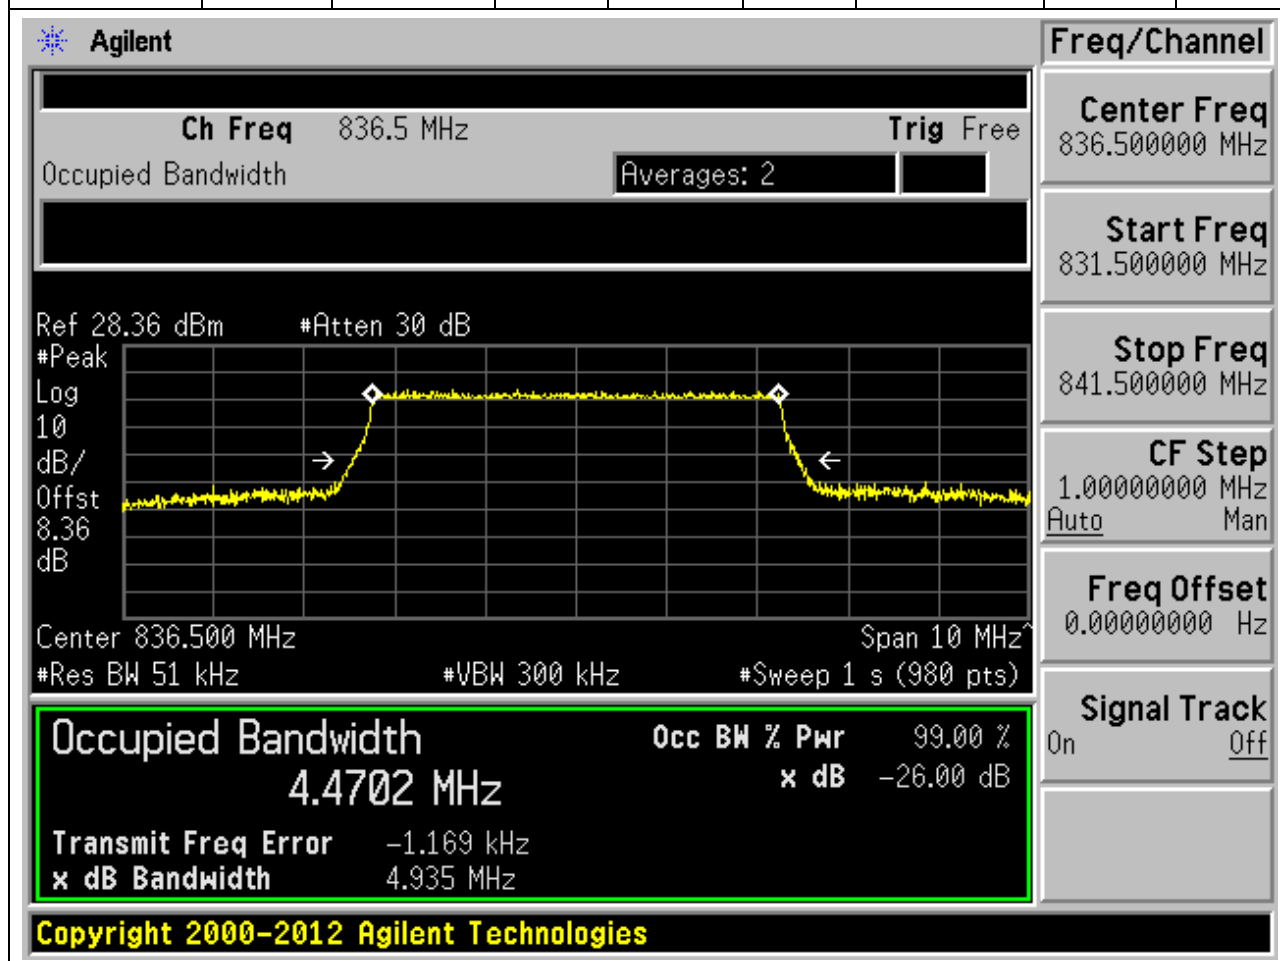 Agilent
Freq/Channel
Ch Freq 836.5 MHz Trig Free
Occupied Bandwidth Averages: 2
Center Freq
836.500000 MHz
Start Freq
831.500000 MHz
Stop Freq
841.500000 MHz
CF Step
1.00000000 MHz
Auto Man
Freq Offset
0.00000000 Hz
Signal Track
On Off
Ref 28.36 dBm #Atten 30 dB
#Peak
Log
10
dB/
Offst
8.36
dB
Center 836.500 MHz Span 10 MHz^
#Res BW 51 kHz #VBW 300 kHz #Sweep 1 s (980 pts)
Occupied Bandwidth Occ BW % Pwr 99.00 %
4.4702 MHz x dB -26.00 dB
Transmit Freq Error -1.169 kHz
x dB Bandwidth 4.935 MHz
Copyright 2000-2012 Agilent Technologies